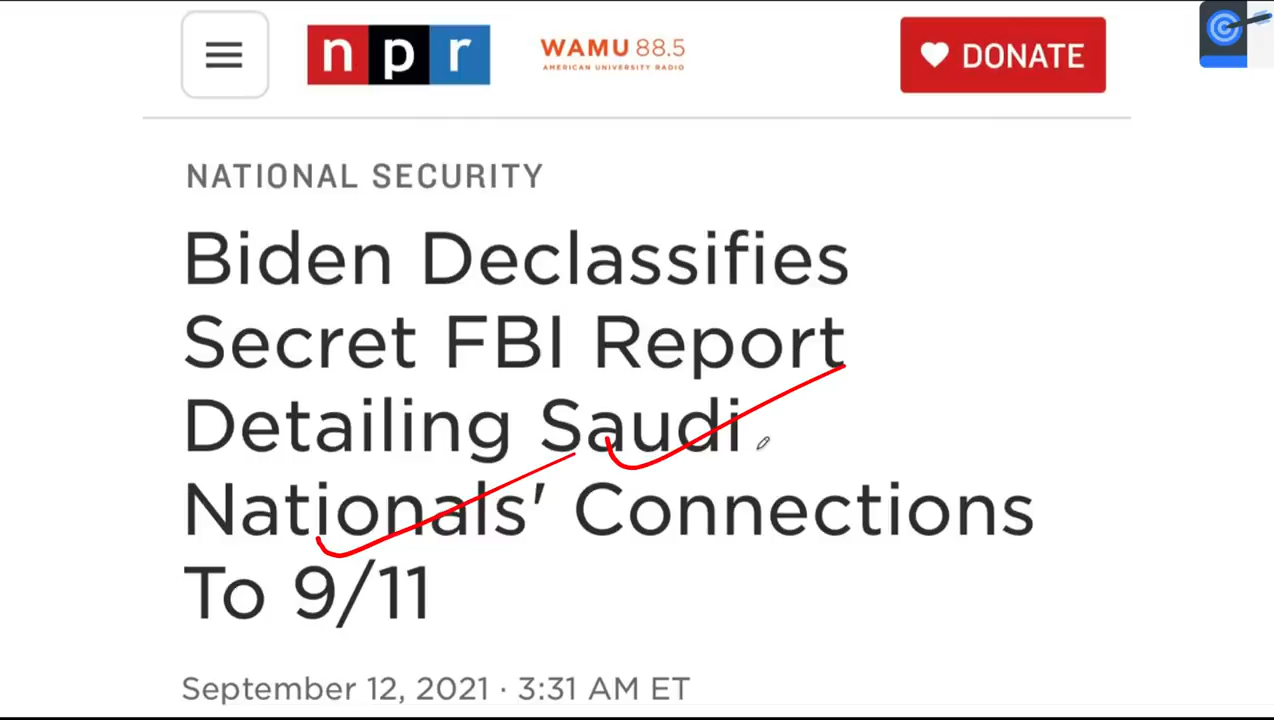 npr
WAMU 88.5
AMERICAN UNIVERSITY RADIO
DONATE
NATIONAL SECURITY
Biden Declassifies
Secret FBI Report
Detailing Saudi
Nationals' Connections
To 9/11
September 12, 2021 · 3:31 AM ET